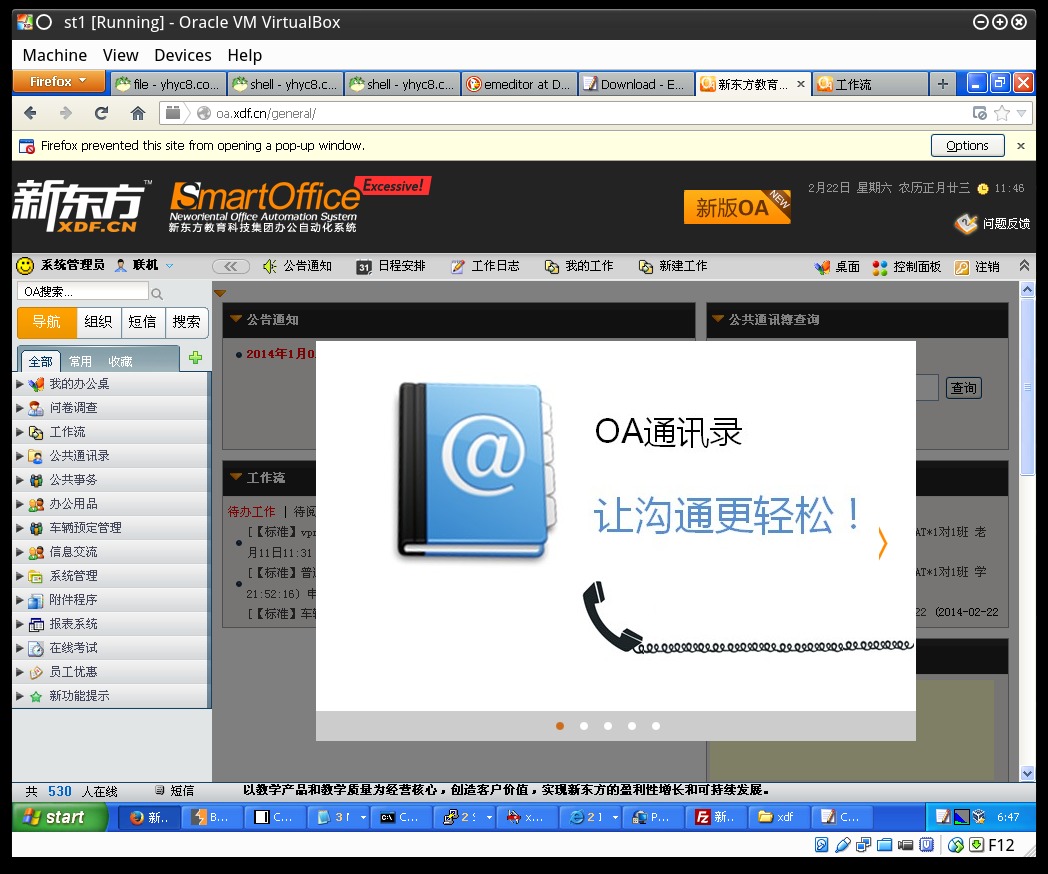 st1 [Running] - Oracle VM VirtualBox
Machine View Devices Help
Firefox
file - yhyc8.co...
shell - yhyc8.c...
shell - yhyc8.c...
emeditor at D...
Download - E...
新东方教育...
工作流
oa.xdf.cn/general/
Firefox prevented this site from opening a pop-up window.
Options
新东方™
XDF.CN
SmartOffice
Excessive!
Neworiental Office Automation System
新东方教育科技集团办公自动化系统
新版OA
NEW
2月22日 星期六 农历正月廿三 11:46
问题反馈
系统管理员 联机
31
公告通知 日程安排 工作日志 我的工作 新建工作
桌面 控制面板 注销
OA搜索...
导航 组织 短信 搜索
全部 常用 收藏
我的办公桌
问卷调查
工作流
公共通讯录
公共事务
办公用品
车辆预定管理
信息交流
系统管理
附件程序
报表系统
在线考试
员工优惠
新功能提示
公告通知
2014年1月0
公共通讯簿查询
查询
工作流
待办工作 | 待阅
[【标准】vpn
月11日11:31
[【标准】普通
21:52:16）申
[【标准】车辆
AT*1对1班 老
AT*1对1班 学
22 (2014-02-22
@
OA通讯录
让沟通更轻松！
共 530 人在线
短信
以教学产品和教学质量为经营核心，创造客户价值，实现新东方的盈利性增长和可持续发展。
start
新..
B...
C...
C...
x...
P...
新..
xdf
C...
6:47
F12